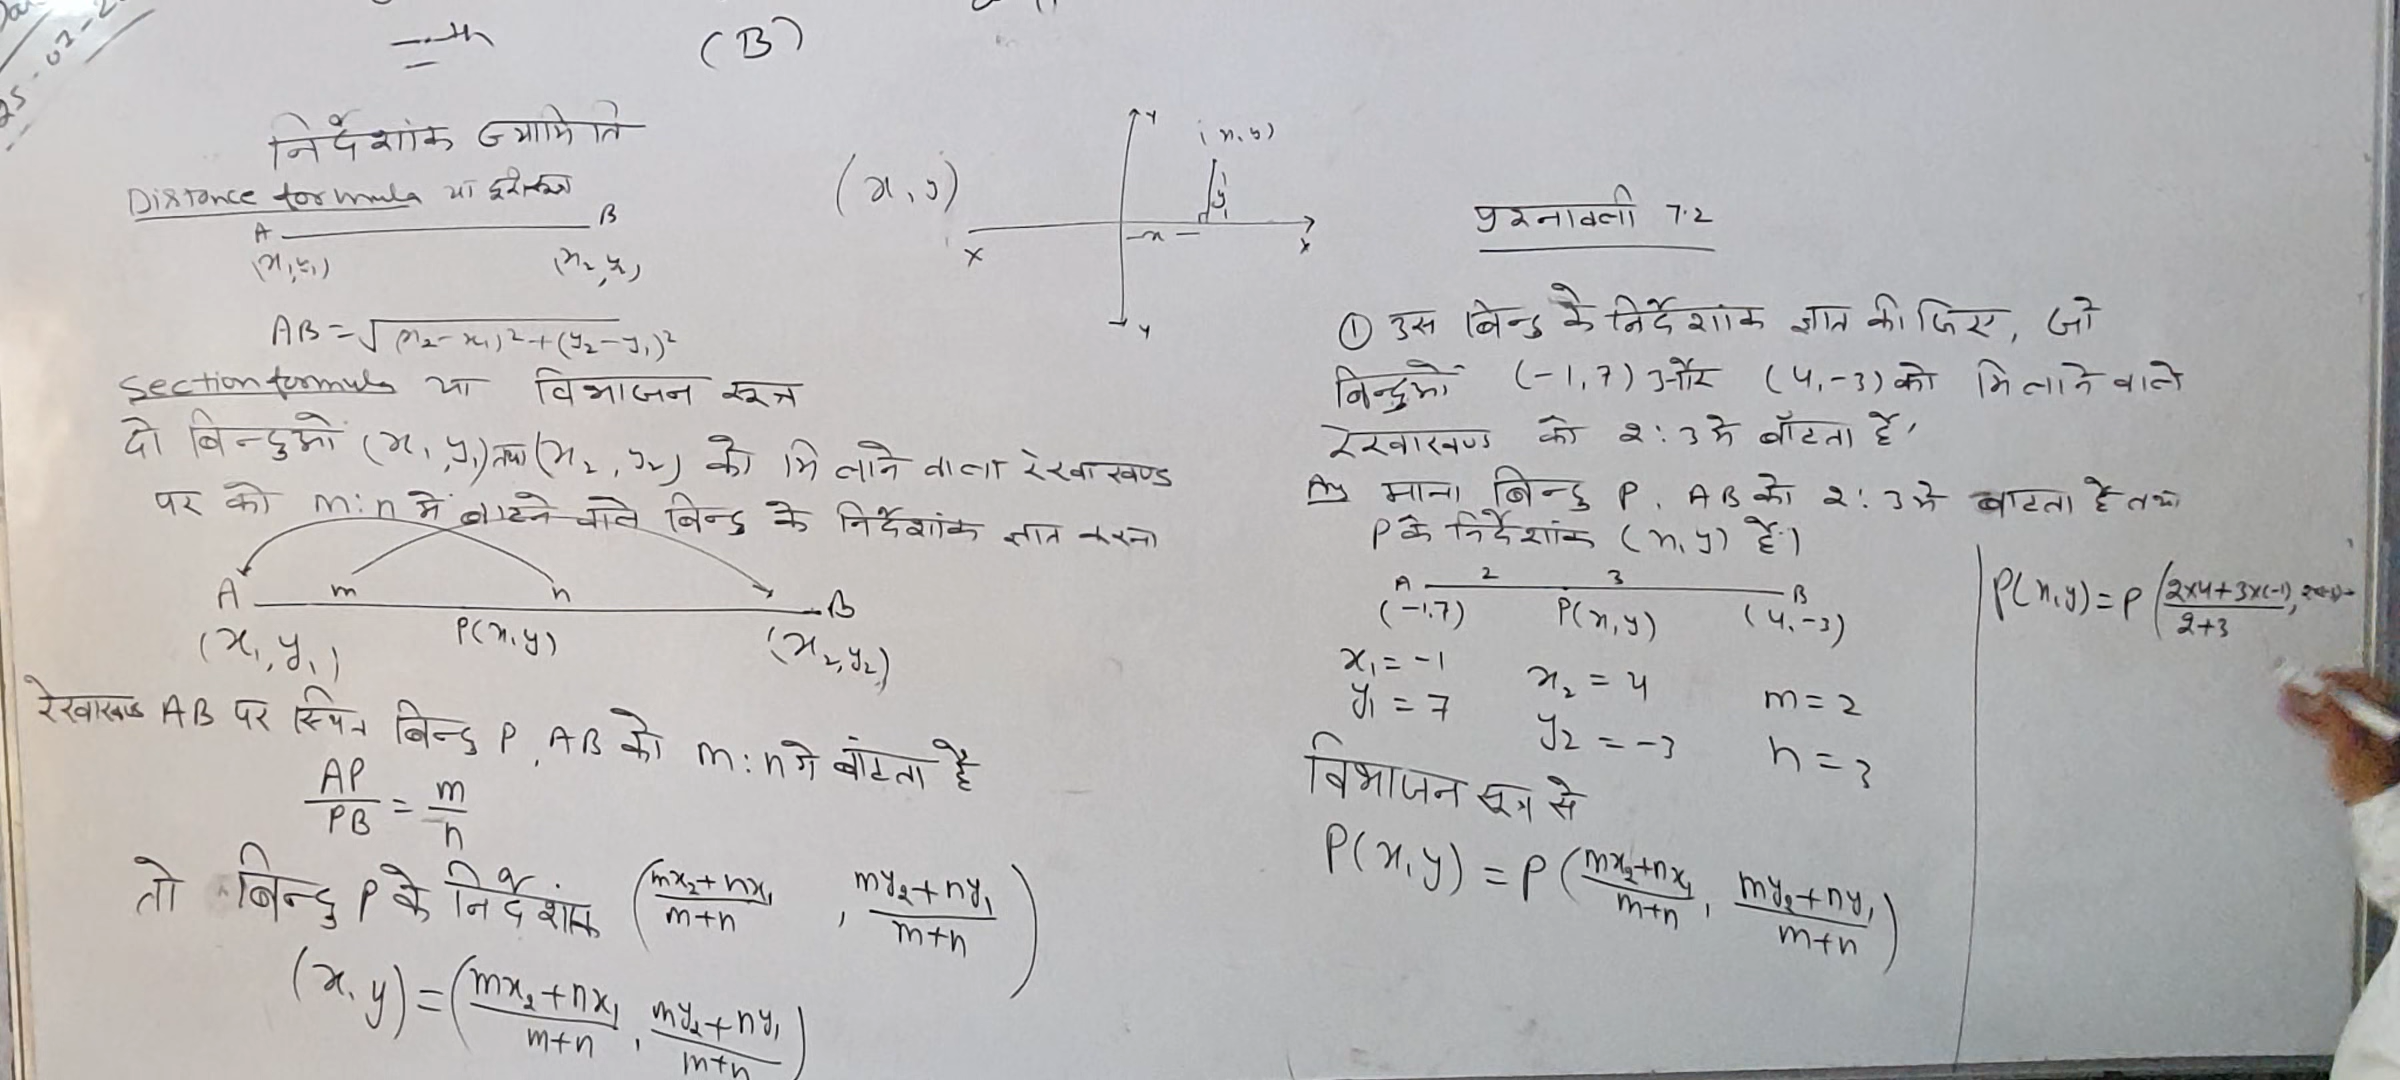 (B)
निर्देशांक ज्यामिति
Distance formula या दूरी सूत्र
A B
(x₁,y₁) (x₂,y₂)
AB = √(x₂-x₁)²+(y₂-y₁)²
Section formula या विभाजन सूत्र
दो बिन्दुओं (x₁,y₁) तथा (x₂,y₂) को मिलाने वाला रेखाखण्ड
पर को m:n में बाटने वाले बिन्दु के निर्देशांक ज्ञात करना
A m n B
(x₁,y₁) P(x,y) (x₂,y₂)
रेखाखण्ड AB पर स्थित बिन्दु P, AB को m:n मे बांटता है
AP/PB = m/n
तो बिन्दु P के निर्देशांक (mx₂+nx₁/m+n , my₂+ny₁/m+n)
(x,y) = (mx₂+nx₁/m+n , my₂+ny₁/m+n)
(x,y)
Y
(x,y)
y
x
X X
Y
प्रश्नावली 7.2
① उस बिन्दु के निर्देशांक ज्ञात कीजिए, जो
बिन्दुओं (-1,7) और (4,-3) को मिलाने वाले
रेखाखण्ड को 2:3 मे बाँटता है,
Ans माना बिन्दु P, AB को 2:3 मे बाटता है तथा
P के निर्देशांक (x,y) है।
A 2 3 B
(-1,7) P(x,y) (4,-3)
x₁ = -1 x₂ = 4 m = 2
y₁ = 7 y₂ = -3 n = 3
विभाजन सूत्र से
P(x,y) = P(mx₂+nx₁/m+n , my₂+ny₁/m+n)
P(x,y) = P(2×4+3×(-1)/2+3,